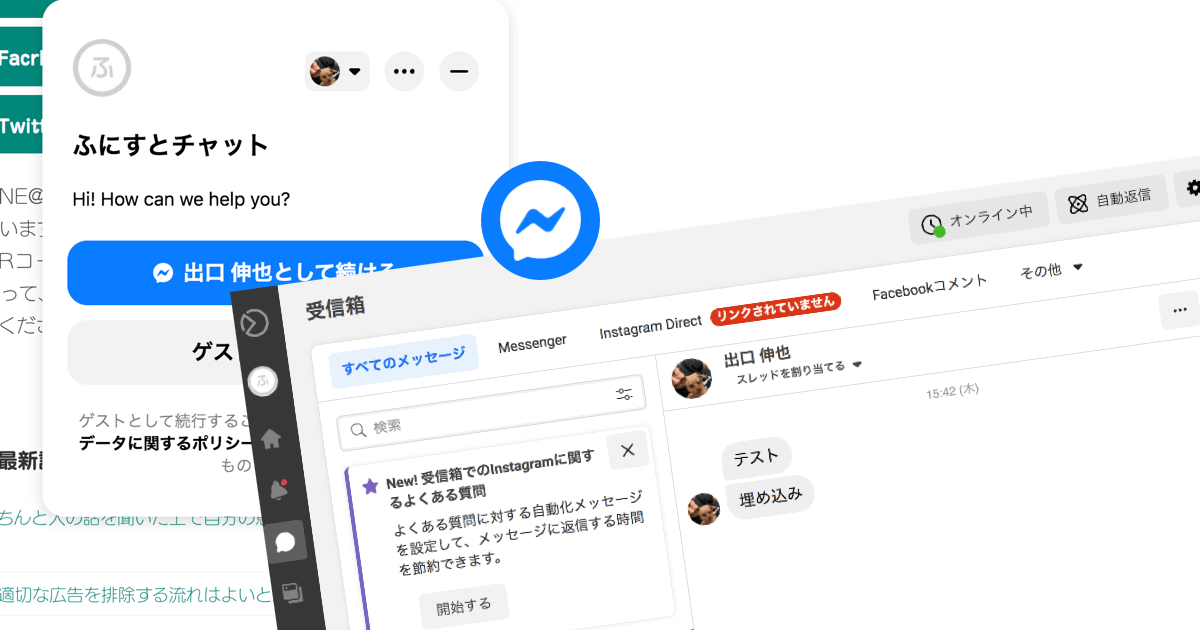 Twitt
NE@
います
Rコー
って、
くださ
最新記
ちんと人の話を聞いた上で自分の意
適切な広告を排除する流れはよいと
ふ
ふにすとチャット
Hi! How can we help you?
出口 伸也として続ける
ゲス
ゲストとして続行するこ
データに関するポリシー
もの
オンライン中
自動返信
受信箱
ふ
すべてのメッセージ
Messenger
Instagram Direct
リンクされていません
Facebookコメント
その他
検索
New! 受信箱でのInstagramに関す
るよくある質問
よくある質問に対する自動化メッセージ
を設定して、メッセージに返信する時間
を節約できます。
開始する
出口 伸也
スレッドを割り当てる
15:42 (木)
テスト
埋め込み